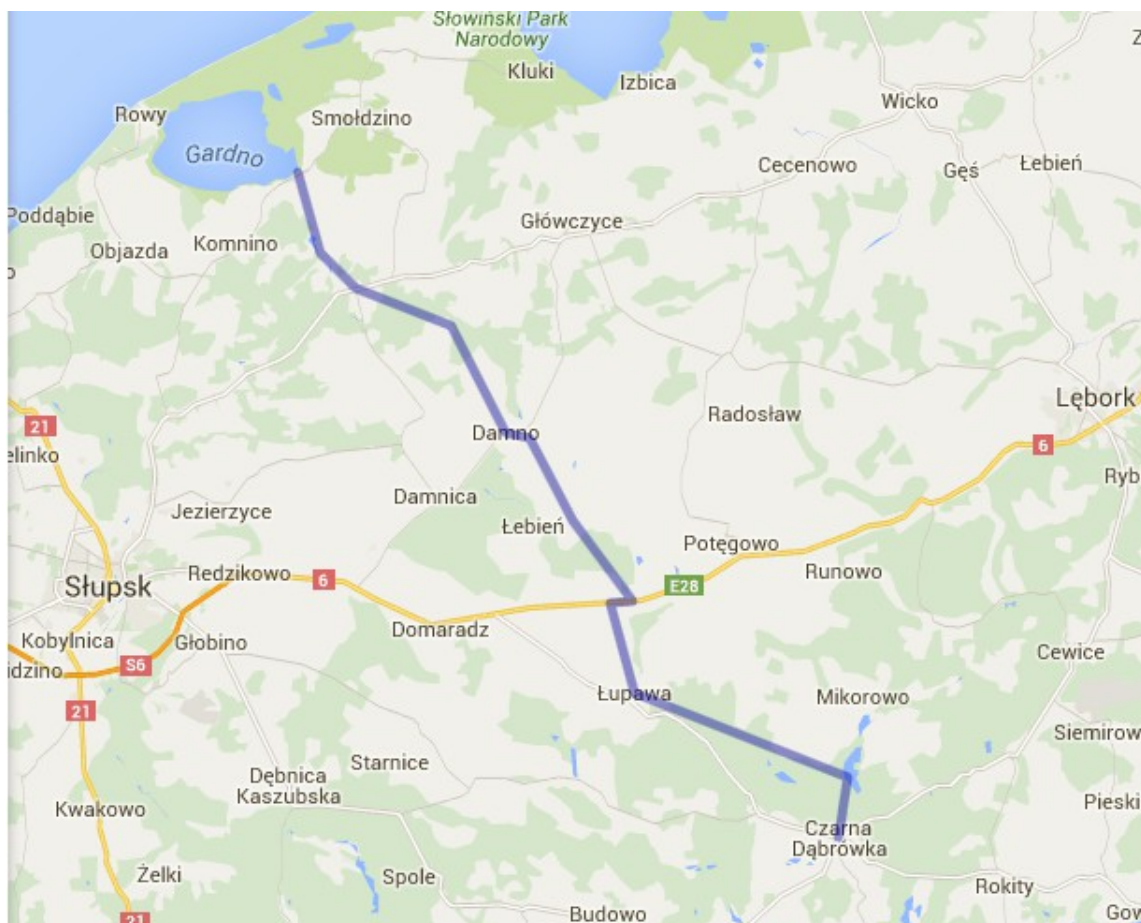 Słowiński Park
Narodowy
Z
Kluki
Izbica
Wicko
Rowy
Smołdzino
Gardno
Cecenowo
Gęś
Łebień
Poddąbie
Główczyce
Objazda
Komnino
o
Lębork
Radosław
21
Damno
6
elinko
Ryb
Damnica
Jezierzyce
Łebień
Potęgowo
Runowo
Redzikowo
6
E28
Słupsk
Domaradz
Kobylnica
Głobino
idzino
S6
Cewice
Łupawa
Mikorowo
21
Siemirow
Starnice
Dębnica
Kaszubska
Kwakowo
Pieski
Czarna
Dąbrówka
Żelki
Spole
Rokity
21
Budowo
Gow